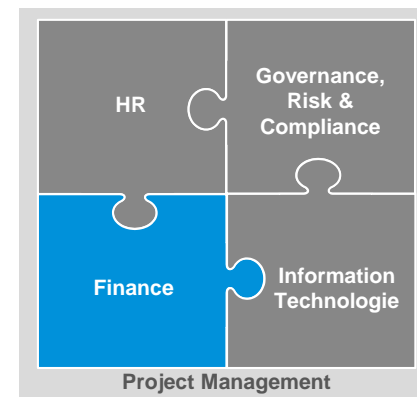 HR
Governance,
Risk &
Compliance
Finance
Information
Technologie
Project Management